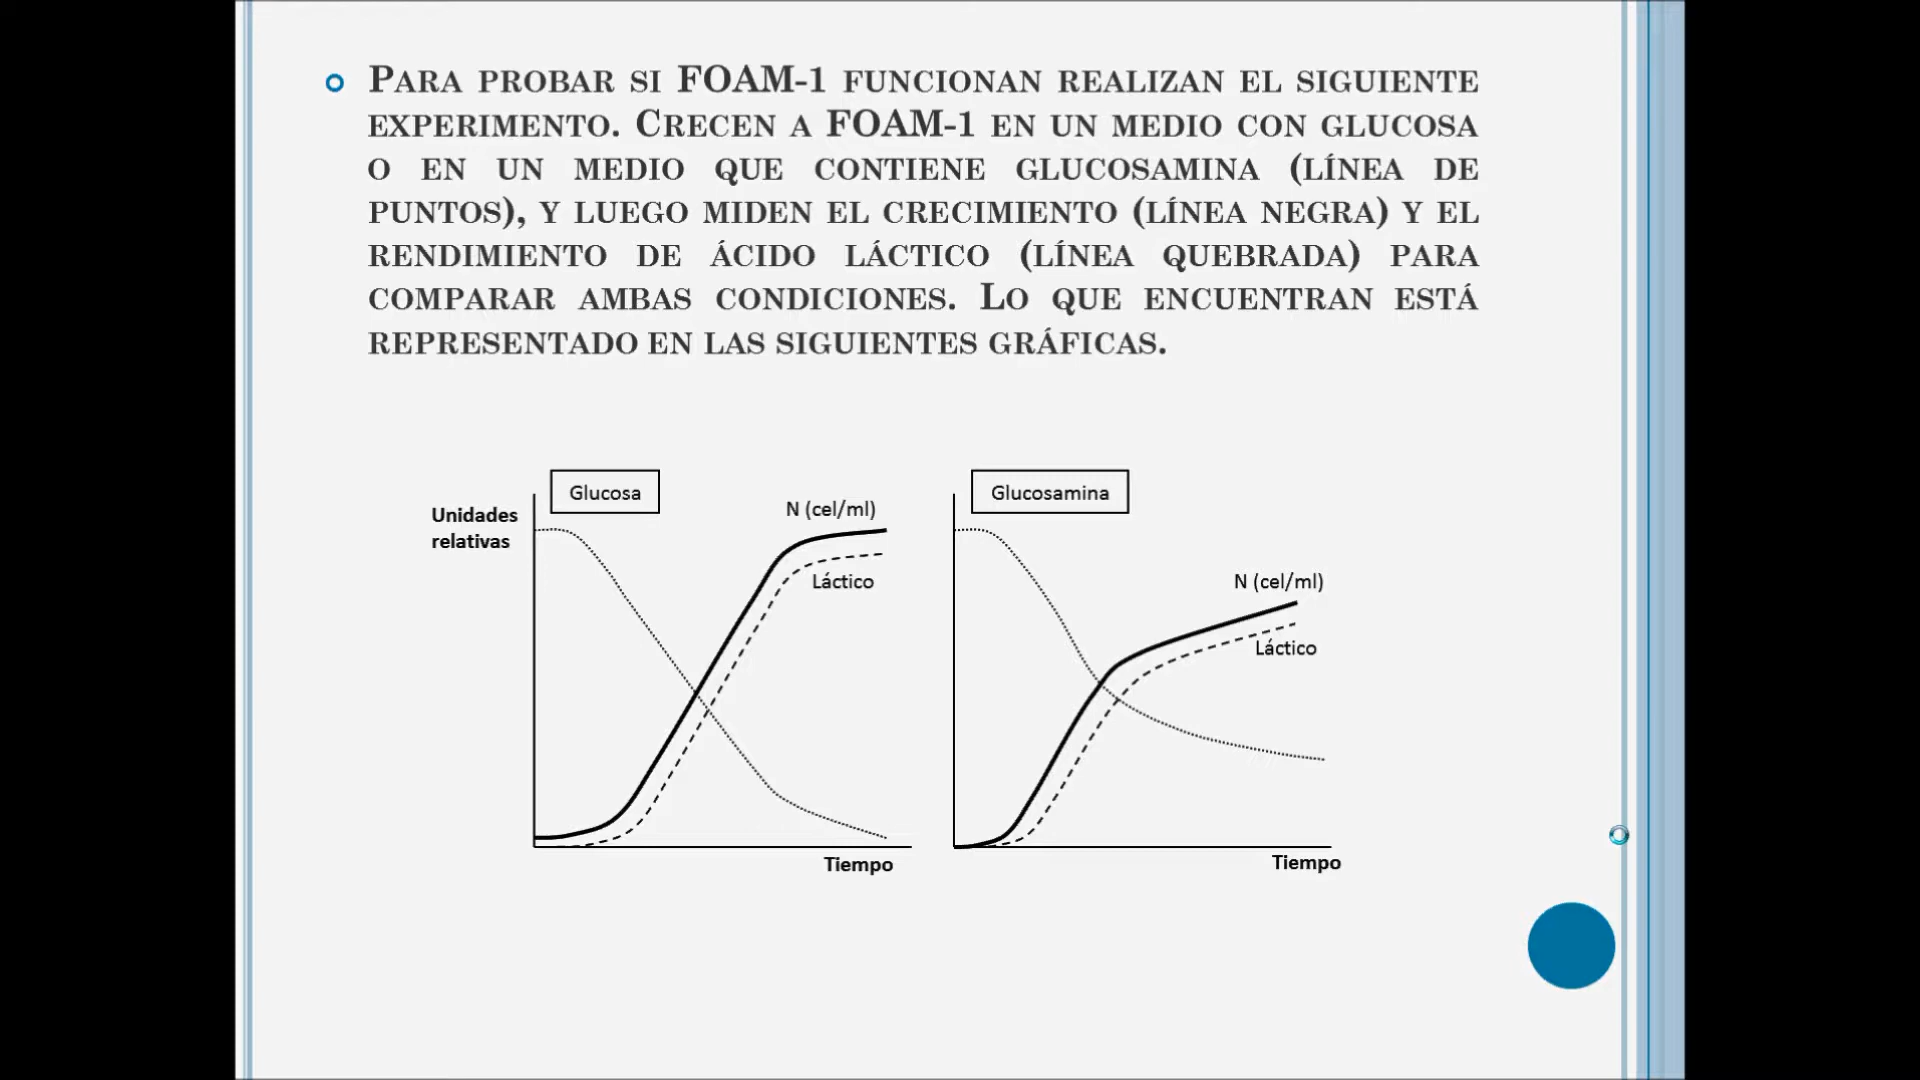 PARA PROBAR SI FOAM-1 FUNCIONAN REALIZAN EL SIGUIENTE
EXPERIMENTO. CRECEN A FOAM-1 EN UN MEDIO CON GLUCOSA
O EN UN MEDIO QUE CONTIENE GLUCOSAMINA (LÍNEA DE
PUNTOS), Y LUEGO MIDEN EL CRECIMIENTO (LÍNEA NEGRA) Y EL
RENDIMIENTO DE ÁCIDO LÁCTICO (LÍNEA QUEBRADA) PARA
COMPARAR AMBAS CONDICIONES. LO QUE ENCUENTRAN ESTÁ
REPRESENTADO EN LAS SIGUIENTES GRÁFICAS.
Unidades
relativas
Glucosa
N (cel/ml)
Láctico
Tiempo
Glucosamina
N (cel/ml)
Láctico
Tiempo